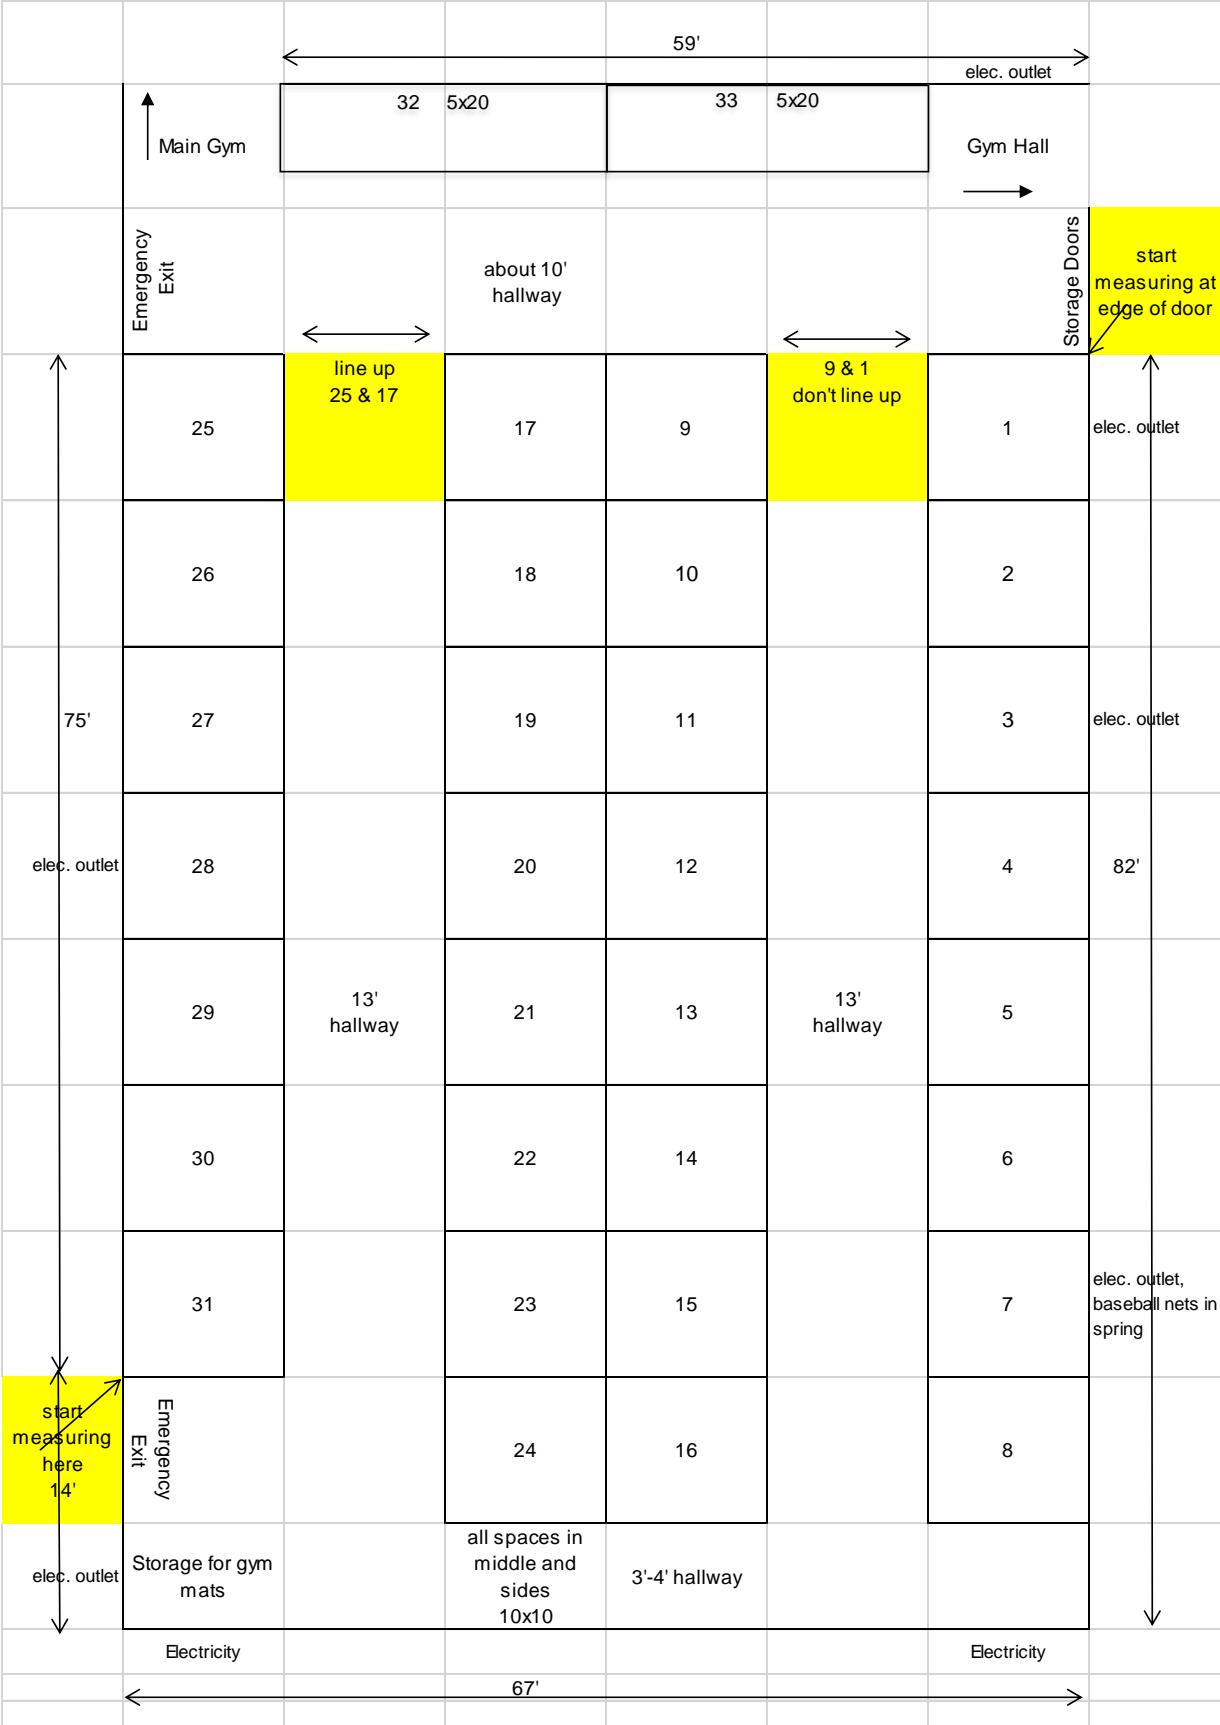 59'
elec. outlet
32 5x20
33 5x20
Main Gym
Gym Hall
Emergency
Exit
about 10'
hallway
Storage Doors
start
measuring at
edge of door
line up
25 & 17
9 & 1
don't line up
25
17
9
1
elec. outlet
26
18
10
2
75'
27
19
11
3
elec. outlet
elec. outlet
28
20
12
4
82'
29
13'
hallway
21
13
13'
hallway
5
30
22
14
6
31
23
15
7
elec. outlet,
baseball nets in
spring
start
measuring
here
14'
Emergency
Exit
24
16
8
elec. outlet
Storage for gym
mats
all spaces in
middle and
sides
10x10
3'-4' hallway
Electricity
Electricity
67'